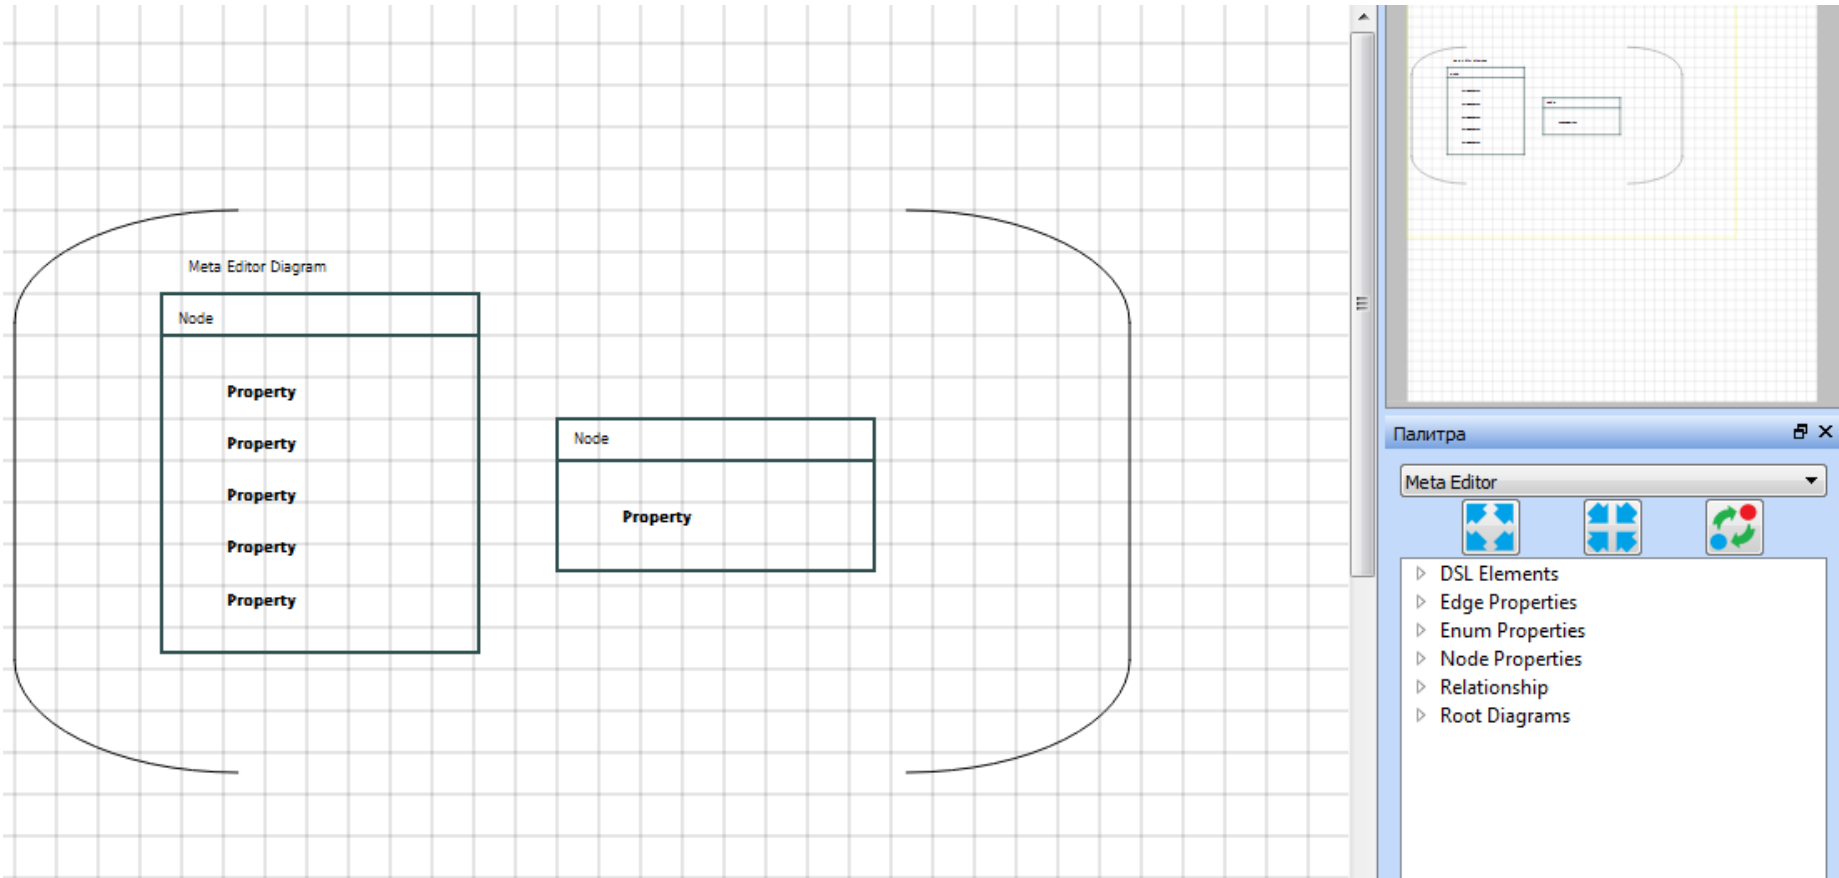 Meta Editor Diagram
Node
Property
Property
Property
Property
Property
Node
Property
Палитра
Meta Editor
DSL Elements
Edge Properties
Enum Properties
Node Properties
Relationship
Root Diagrams